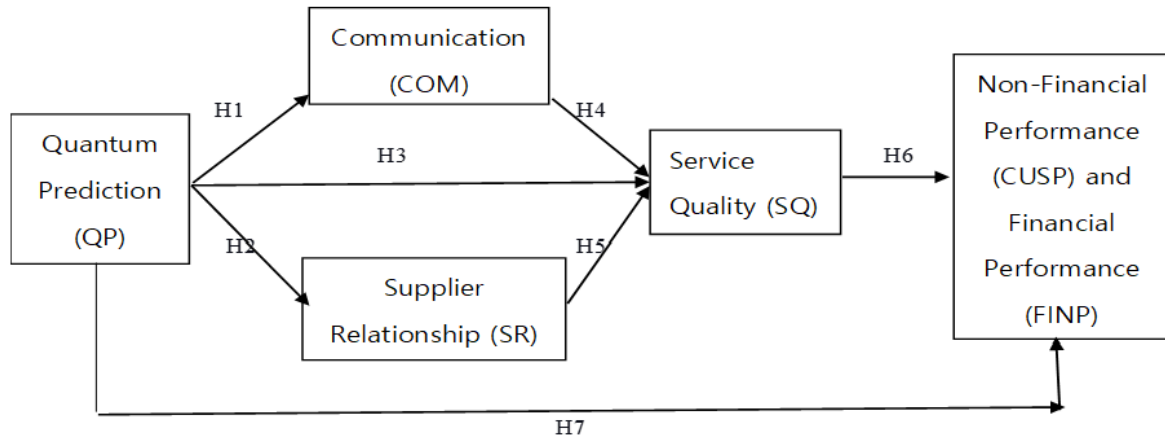 Communication
(COM)
H1
H4
Quantum
Prediction
(QP)
H3
H2
Service
Quality (SQ)
H5
Supplier
Relationship (SR)
H6
Non-Financial
Performance
(CUSP) and
Financial
Performance
(FINP)
H7